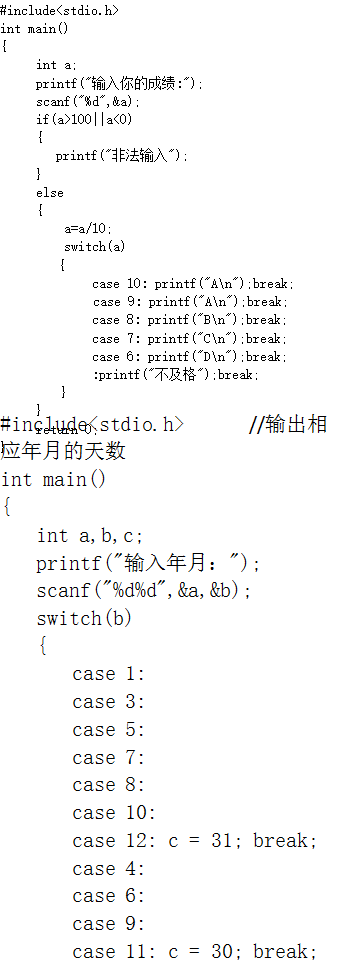 #include<stdio.h>
int main()
{
int a;
printf("输入你的成绩:");
scanf("%d",&a);
if(a>100||a<0)
{
printf("非法输入");
}
else
{
a=a/10;
switch(a)
{
case 10: printf("A\n");break;
case 9: printf("A\n");break;
case 8: printf("B\n");break;
case 7: printf("C\n");break;
case 6: printf("D\n");break;
:printf("不及格");break;
}
}
return 0;
}
#include<stdio.h> //输出相
应年月的天数
int main()
{
int a,b,c;
printf("输入年月: ");
scanf("%d%d",&a,&b);
switch(b)
{
case 1:
case 3:
case 5:
case 7:
case 8:
case 10:
case 12: c = 31; break;
case 4:
case 6:
case 9:
case 11: c = 30; break;